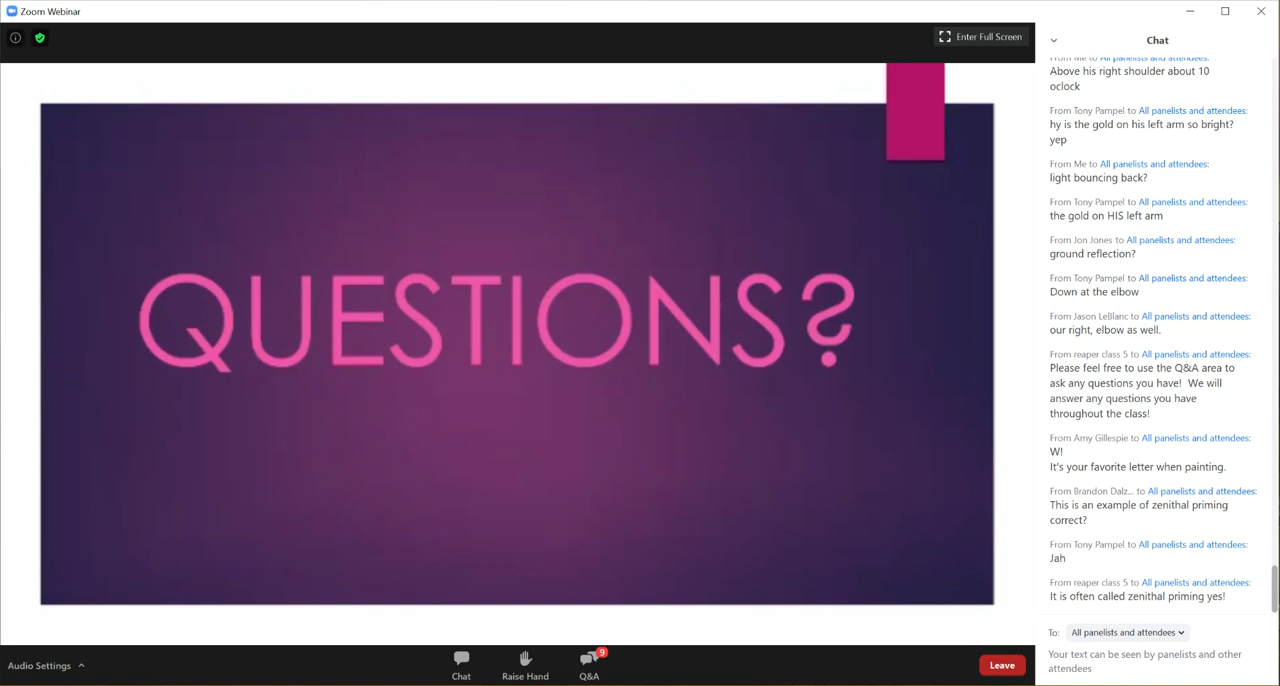 Zoom Webinar
Enter Full Screen
QUESTIONS?
Audio Settings
Chat
Raise Hand
9
Q&A
Leave
Chat
From Me to All panelists and attendees:
Above his right shoulder about 10
oclock
From Tony Pampel to All panelists and attendees:
hy is the gold on his left arm so bright?
yep
From Me to All panelists and attendees:
light bouncing back?
From Tony Pampel to All panelists and attendees:
the gold on HIS left arm
From Jon Jones to All panelists and attendees:
ground reflection?
From Tony Pampel to All panelists and attendees:
Down at the elbow
From Jason LeBlanc to All panelists and attendees:
our right, elbow as well.
From reaper class 5 to All panelists and attendees:
Please feel free to use the Q&A area to
ask any questions you have! We will
answer any questions you have
throughout the class!
From Amy Gillespie to All panelists and attendees:
W!
It's your favorite letter when painting.
From Brandon Dalz... to All panelists and attendees:
This is an example of zenithal priming
correct?
From Tony Pampel to All panelists and attendees:
Jah
From reaper class 5 to All panelists and attendees:
It is often called zenithal priming yes!
To: All panelists and attendees
Your text can be seen by panelists and other
attendees